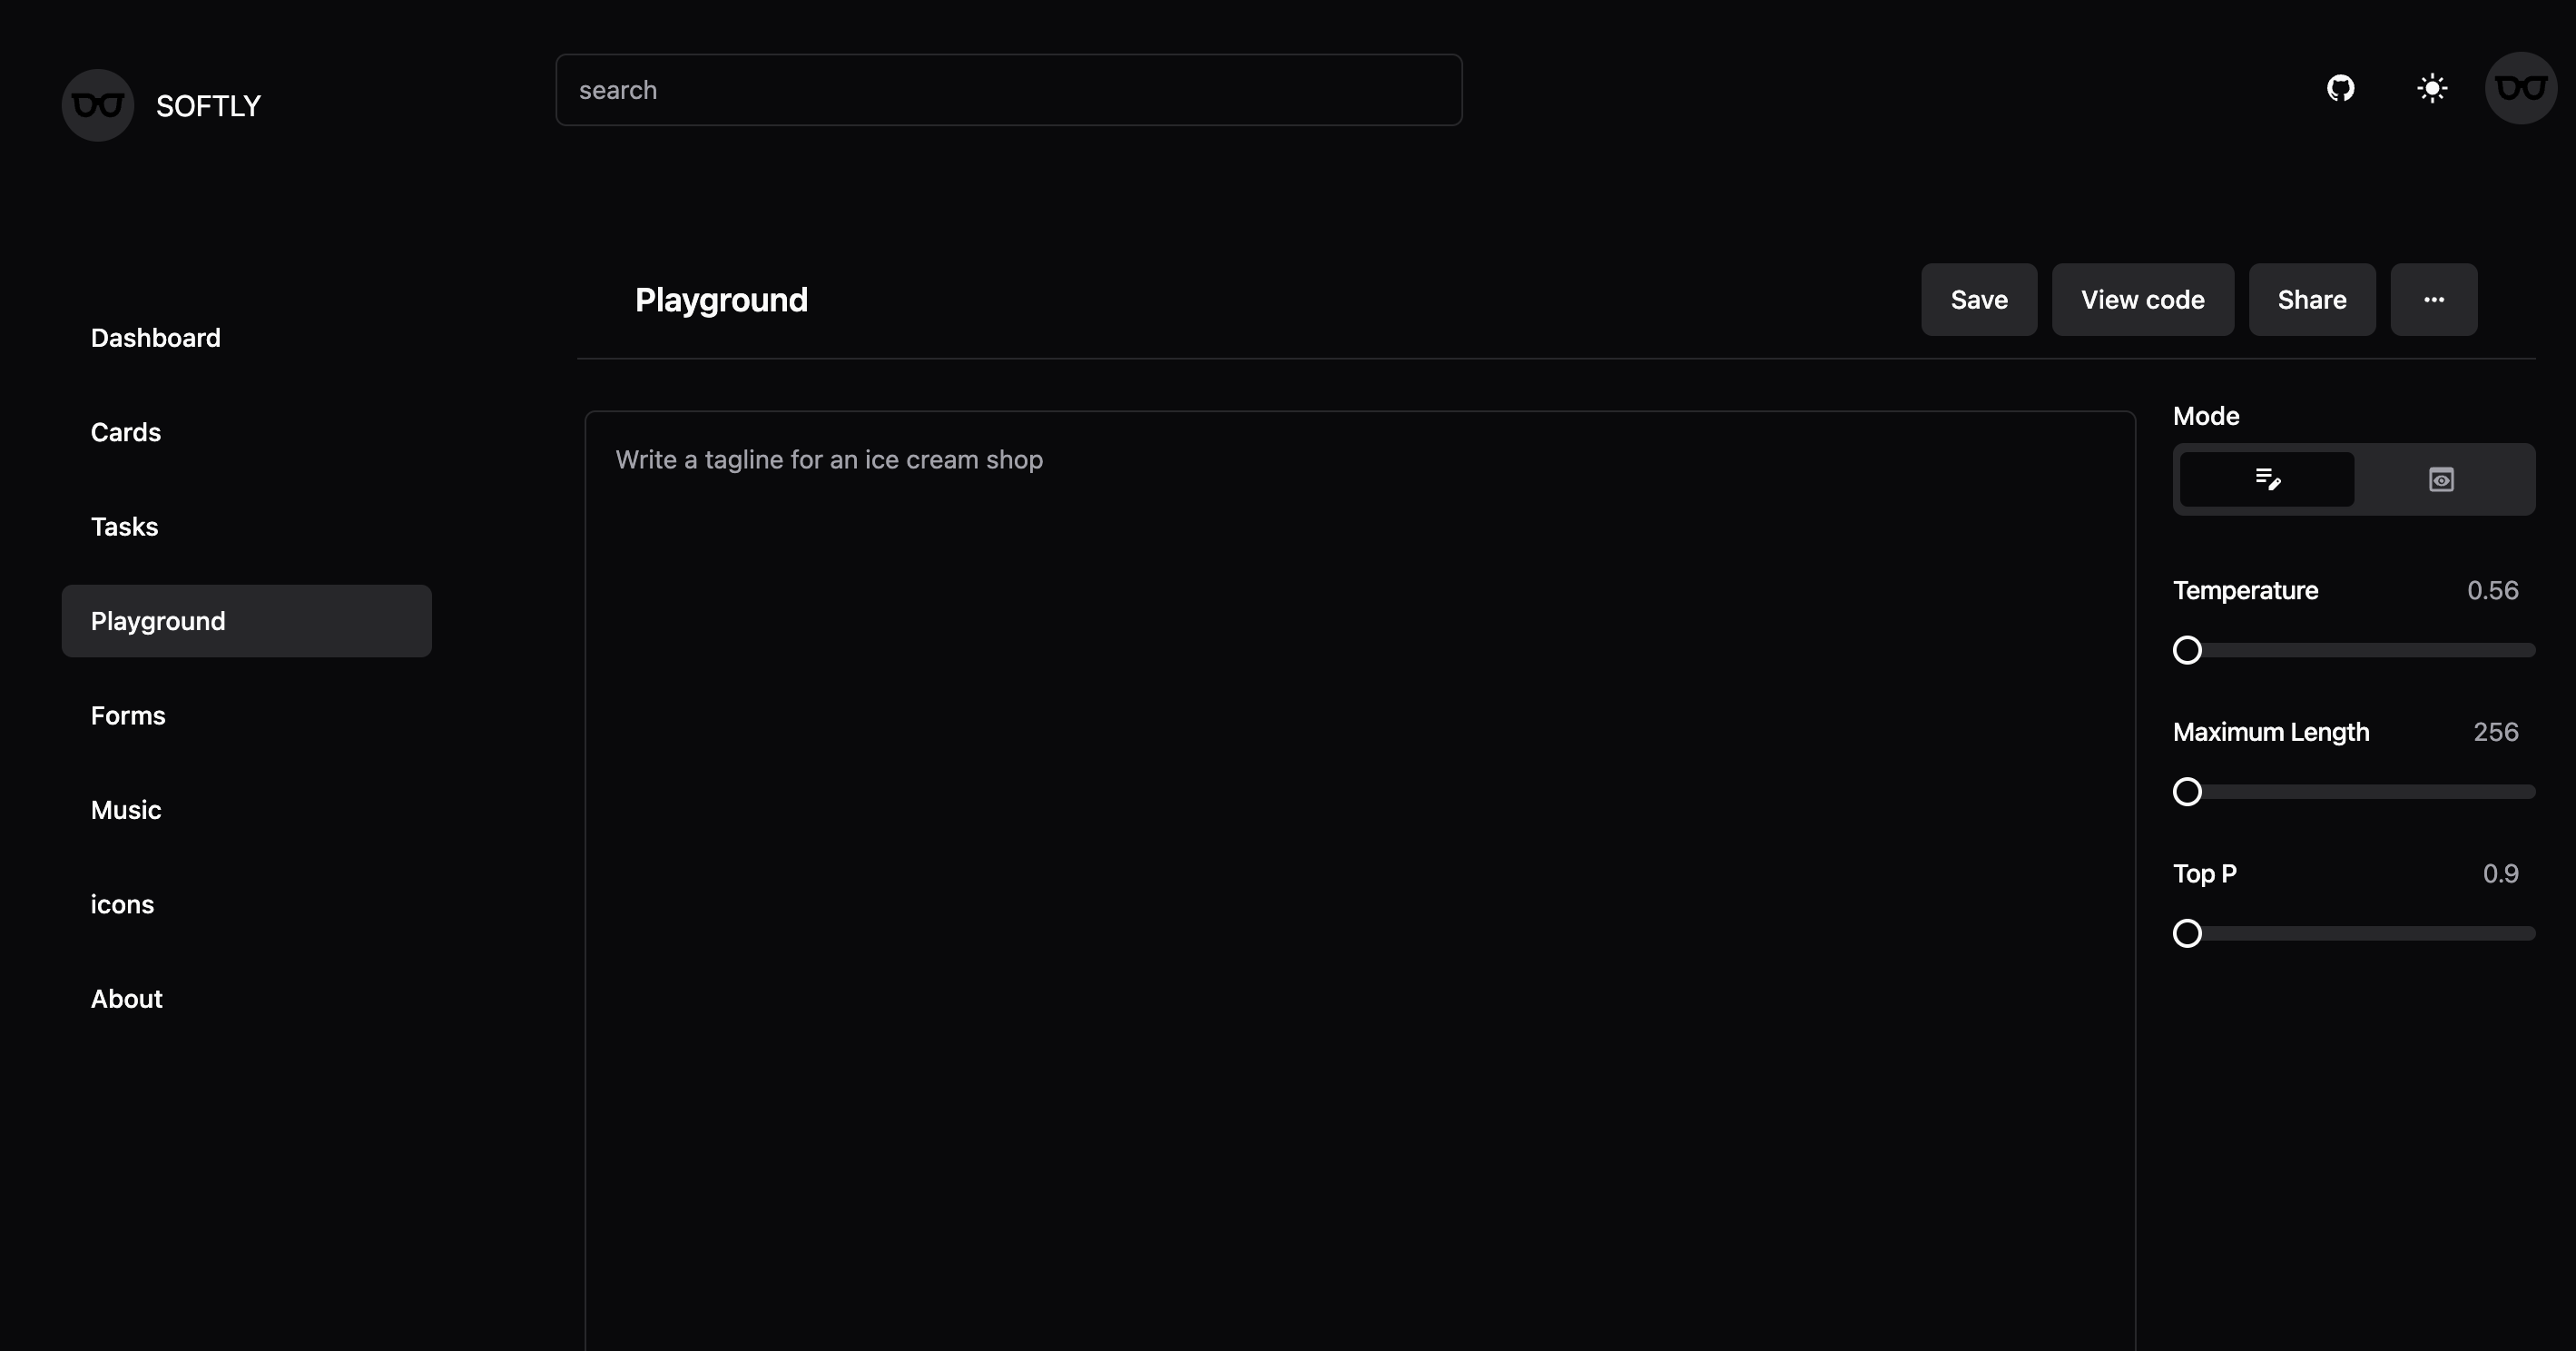 SOFTLY
search
Dashboard
Cards
Tasks
Playground
Forms
Music
icons
About
Playground
Save
View code
Share
...
Write a tagline for an ice cream shop
Mode
Temperature 0.56
Maximum Length 256
Top P 0.9